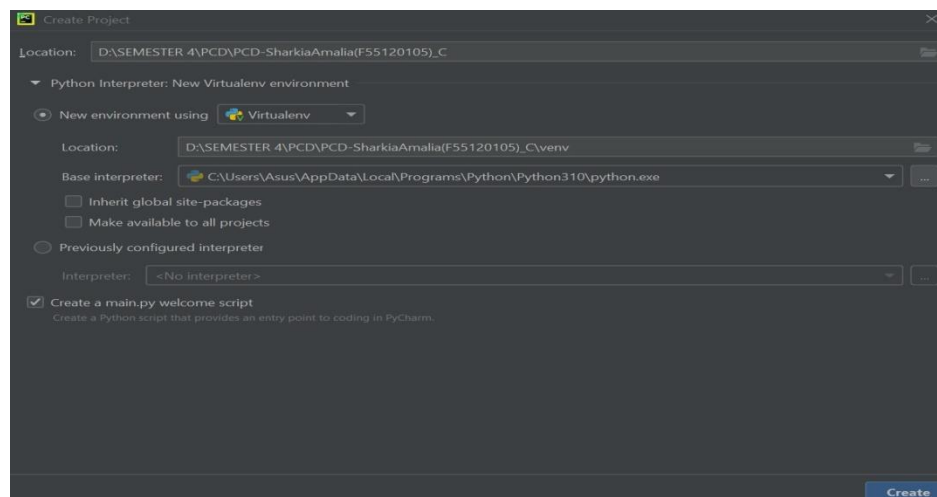 PC Create Project
Location: D:\SEMESTER 4\PCD\PCD-SharkiaAmalia(F55120105)_C
Python Interpreter: New Virtualenv environment
New environment using Virtualenv
Location: D:\SEMESTER 4\PCD\PCD-SharkiaAmalia(F55120105)_C\venv
Base interpreter: C:\Users\Asus\AppData\Local\Programs\Python\Python310\python.exe ...
Inherit global site-packages
Make available to all projects
Previously configured interpreter
Interpreter: <No interpreter> ...
Create a main.py welcome script
Create a Python script that provides an entry point to coding in PyCharm.
Create